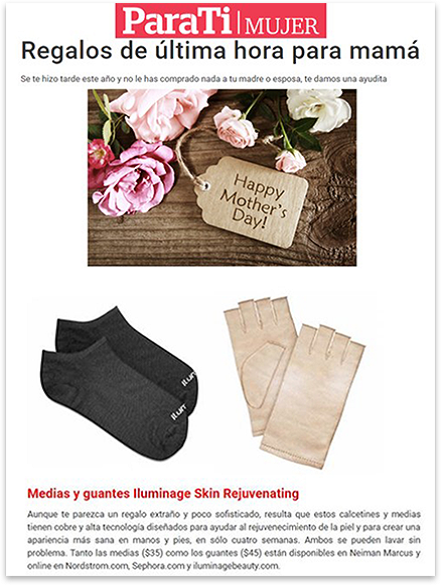 ParaTi | MUJER
Regalos de última hora para mamá
Se te hizo tarde este año y no le has comprado nada a tu madre o esposa, te damos una ayudita
Happy
Mother's
Day!
Medias y guantes Iluminage Skin Rejuvenating
Aunque te parezca un regalo extraño y poco sofisticado, resulta que estos calcetines y medias
tienen cobre y alta tecnología diseñados para ayudar al rejuvenecimiento de la piel y para crear una
apariencia más sana en manos y pies, en sólo cuatro semanas. Ambos se pueden lavar sin
problema. Tanto las medias ($35) como los guantes ($45) están disponibles en Neiman Marcus y
online en Nordstrom.com, Sephora.com y iluminagebeauty.com.